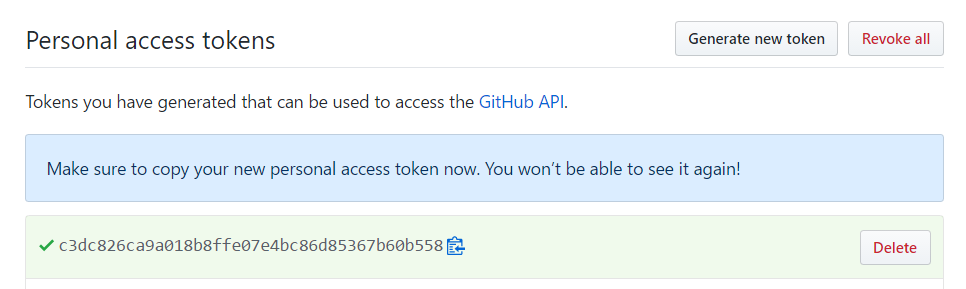 Personal access tokens
Generate new token
Revoke all
Tokens you have generated that can be used to access the GitHub API.
Make sure to copy your new personal access token now. You won’t be able to see it again!
c3dc826ca9a018b8ffe07e4bc86d85367b60b558
Delete